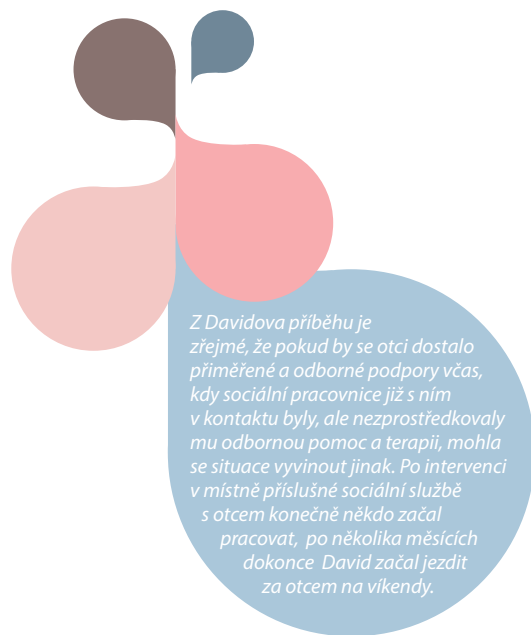 Z Davidova příběhu je
zřejmé, že pokud by se otci dostalo
přiměřené a odborné podpory včas,
kdy sociální pracovnice již s ním
v kontaktu byly, ale nezprostředkovaly
mu odbornou pomoc a terapii, mohla
se situace vyvinout jinak. Po intervenci
v místně příslušné sociální službě
s otcem konečně někdo začal
pracovat, po několika měsících
dokonce David začal jezdit
za otcem na víkendy.